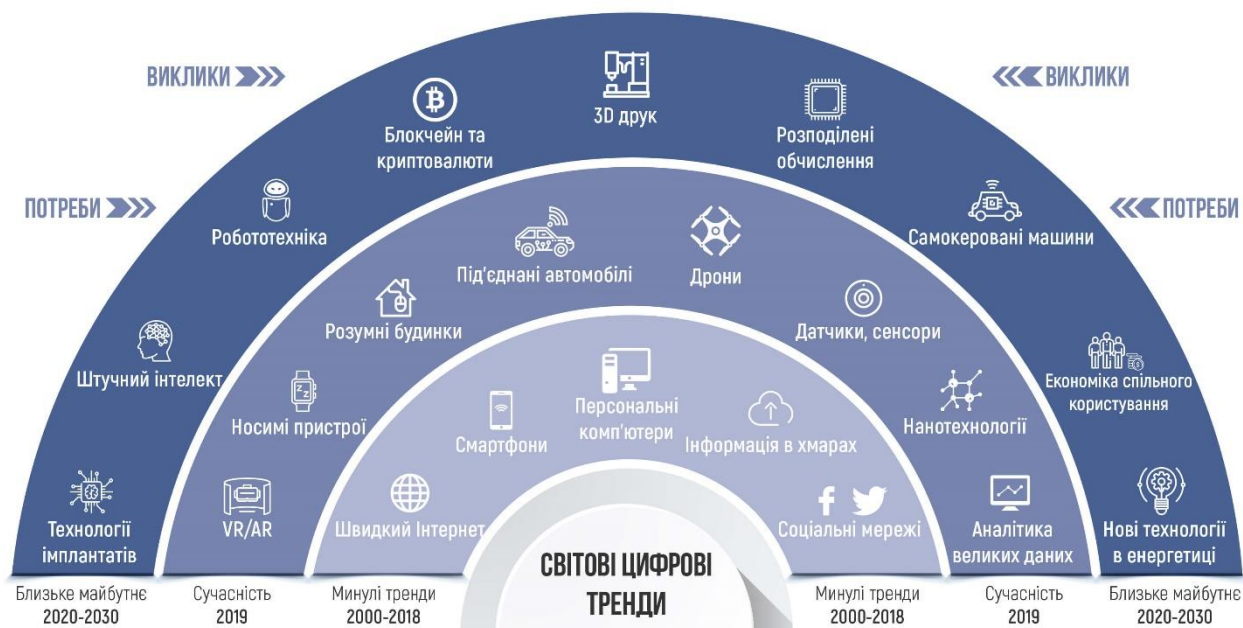 ВИКЛИКИ
ВИКЛИКИ
ПОТРЕБИ
ПОТРЕБИ
3D друк
Блокчейн та
криптовалюти
Розподілені
обчислення
Робототехніка
Самокеровані машини
Штучний інтелект
Економіка спільного
користування
Технології
імплантатів
Нові технології
в енергетиці
Під'єднані автомобілі
Дрони
Розумні будинки
Датчики, сенсори
Носимі пристрої
Нанотехнології
VR/AR
Аналітика
великих даних
Персональні
комп'ютери
Смартфони
Інформація в хмарах
Швидкий Інтернет
Соціальні мережі
СВІТОВІ ЦИФРОВІ
ТРЕНДИ
Близьке майбутнє
2020-2030
Сучасність
2019
Минулі тренди
2000-2018
Минулі тренди
2000-2018
Сучасність
2019
Близьке майбутнє
2020-2030